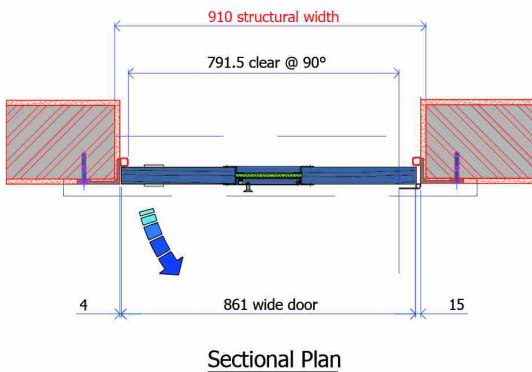 910 structural width
791.5 clear @ 90°
4
861 wide door
15
Sectional Plan